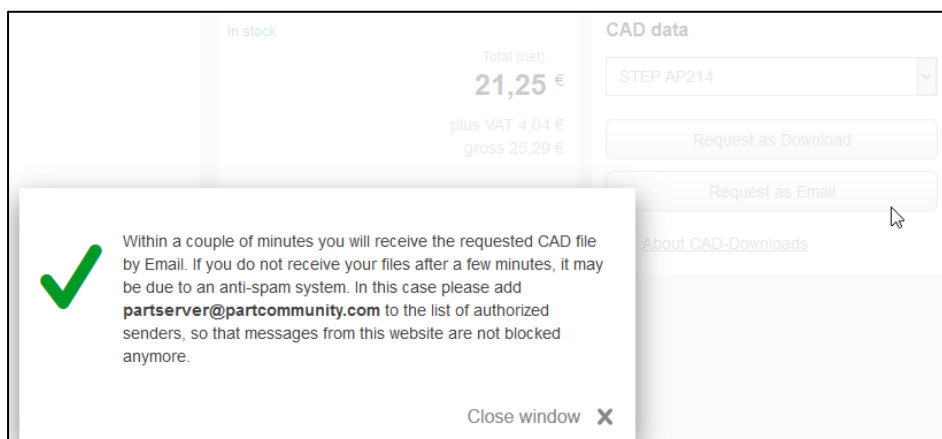 In stock
Total (net)
21,25 €
plus VAT 4,04 €
gross 25,29 €
CAD data
STEP AP214
Request as Download
Request as Email
About CAD-Downloads
Within a couple of minutes you will receive the requested CAD file
by Email. If you do not receive your files after a few minutes, it may
be due to an anti-spam system. In this case please add
partserver@partcommunity.com to the list of authorized
senders, so that messages from this website are not blocked
anymore.
Close window